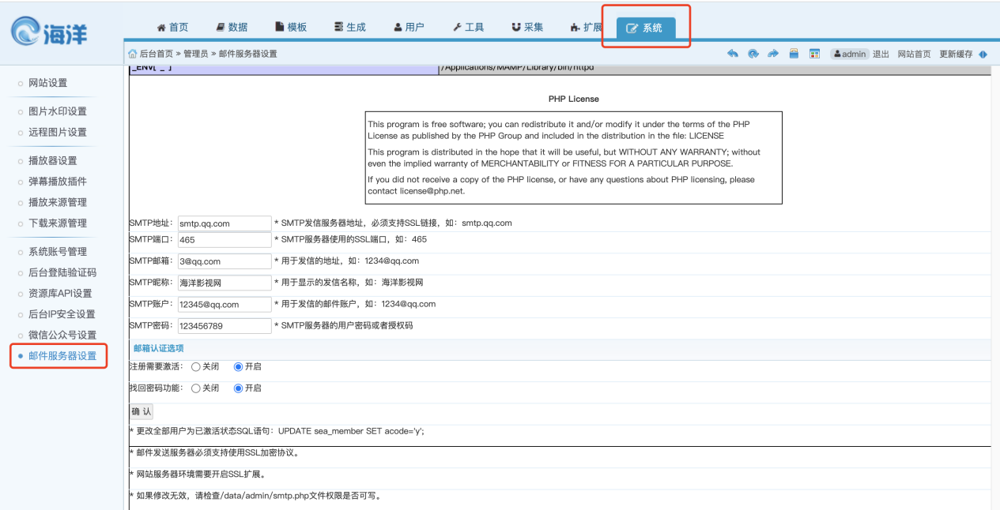 海洋
首页 数据 模板 生成 用户 工具 采集 扩展 系统
后台首页 » 管理员 » 邮件服务器设置
admin 退出 网站首页 更新缓存
网站设置
图片水印设置
远程图片设置
播放器设置
弹幕播放插件
播放来源管理
下载来源管理
系统账号管理
后台登陆验证码
资源库API设置
后台IP安全设置
微信公众号设置
邮件服务器设置
_ENV["_"] /Applications/MAMP/Library/bin/httpd
PHP License
This program is free software; you can redistribute it and/or modify it under the terms of the PHP
License as published by the PHP Group and included in the distribution in the file: LICENSE
This program is distributed in the hope that it will be useful, but WITHOUT ANY WARRANTY; without
even the implied warranty of MERCHANTABILITY or FITNESS FOR A PARTICULAR PURPOSE.
If you did not receive a copy of the PHP license, or have any questions about PHP licensing, please
contact license@php.net.
SMTP地址： smtp.qq.com * SMTP发信服务器地址，必须支持SSL链接，如：smtp.qq.com
SMTP端口： 465 * SMTP服务器使用的SSL端口，如：465
SMTP邮箱： 3@qq.com * 用于发信的地址，如：1234@qq.com
SMTP昵称： 海洋影视网 * 用于显示的发信名称，如：海洋影视网
SMTP账户： 12345@qq.com * 用于发信的邮件账户，如：1234@qq.com
SMTP密码： 123456789 * SMTP服务器的用户密码或者授权码
邮箱认证选项
注册需要激活： 关闭 开启
找回密码功能： 关闭 开启
确 认
* 更改全部用户为已激活状态SQL语句：UPDATE sea_member SET acode='y';
* 邮件发送服务器必须支持使用SSL加密协议。
* 网站服务器环境需要开启SSL扩展。
* 如果修改无效，请检查/data/admin/smtp.php文件权限是否可写。